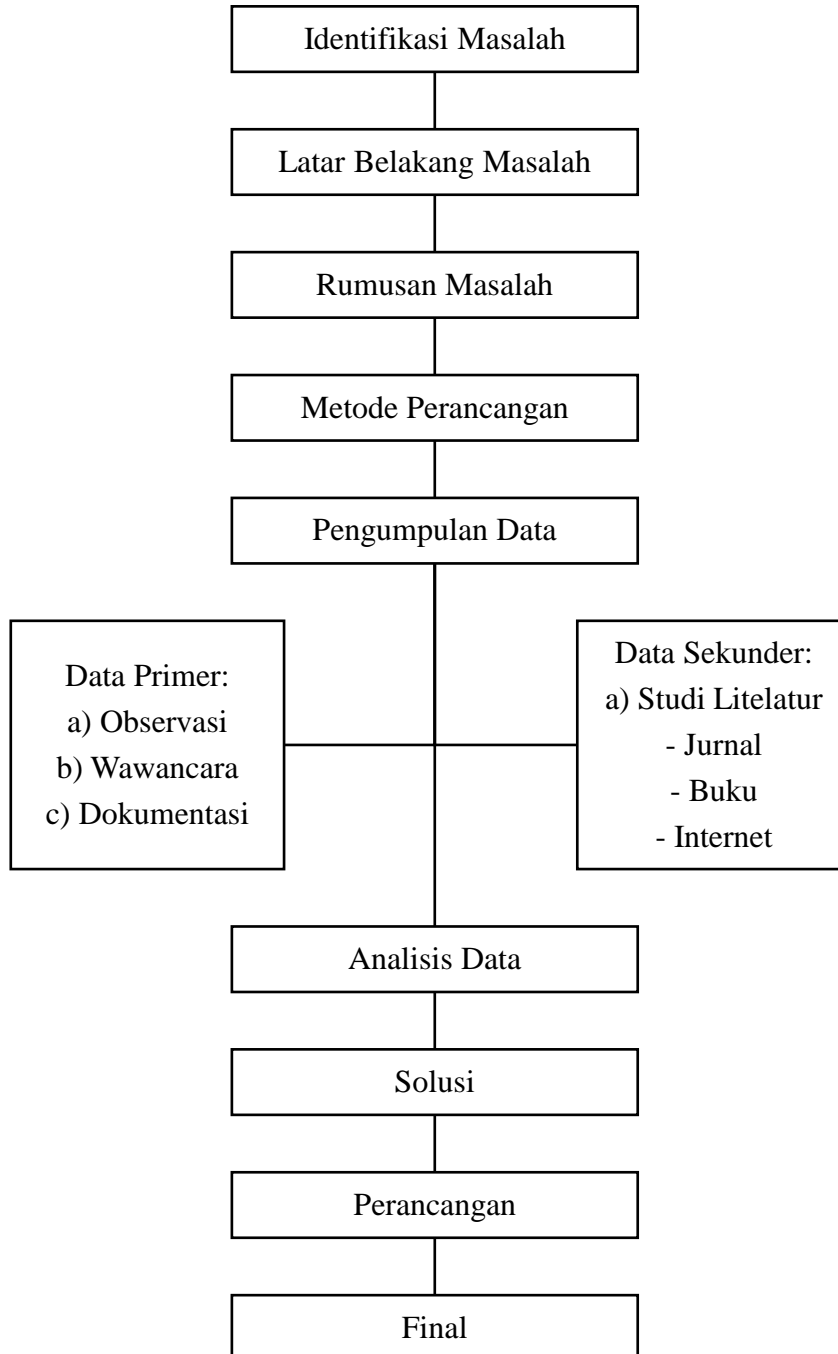 Identifikasi Masalah
Latar Belakang Masalah
Rumusan Masalah
Metode Perancangan
Pengumpulan Data
Data Primer:
a) Observasi
b) Wawancara
c) Dokumentasi
Data Sekunder:
a) Studi Litelatur
- Jurnal
- Buku
- Internet
Analisis Data
Solusi
Perancangan
Final